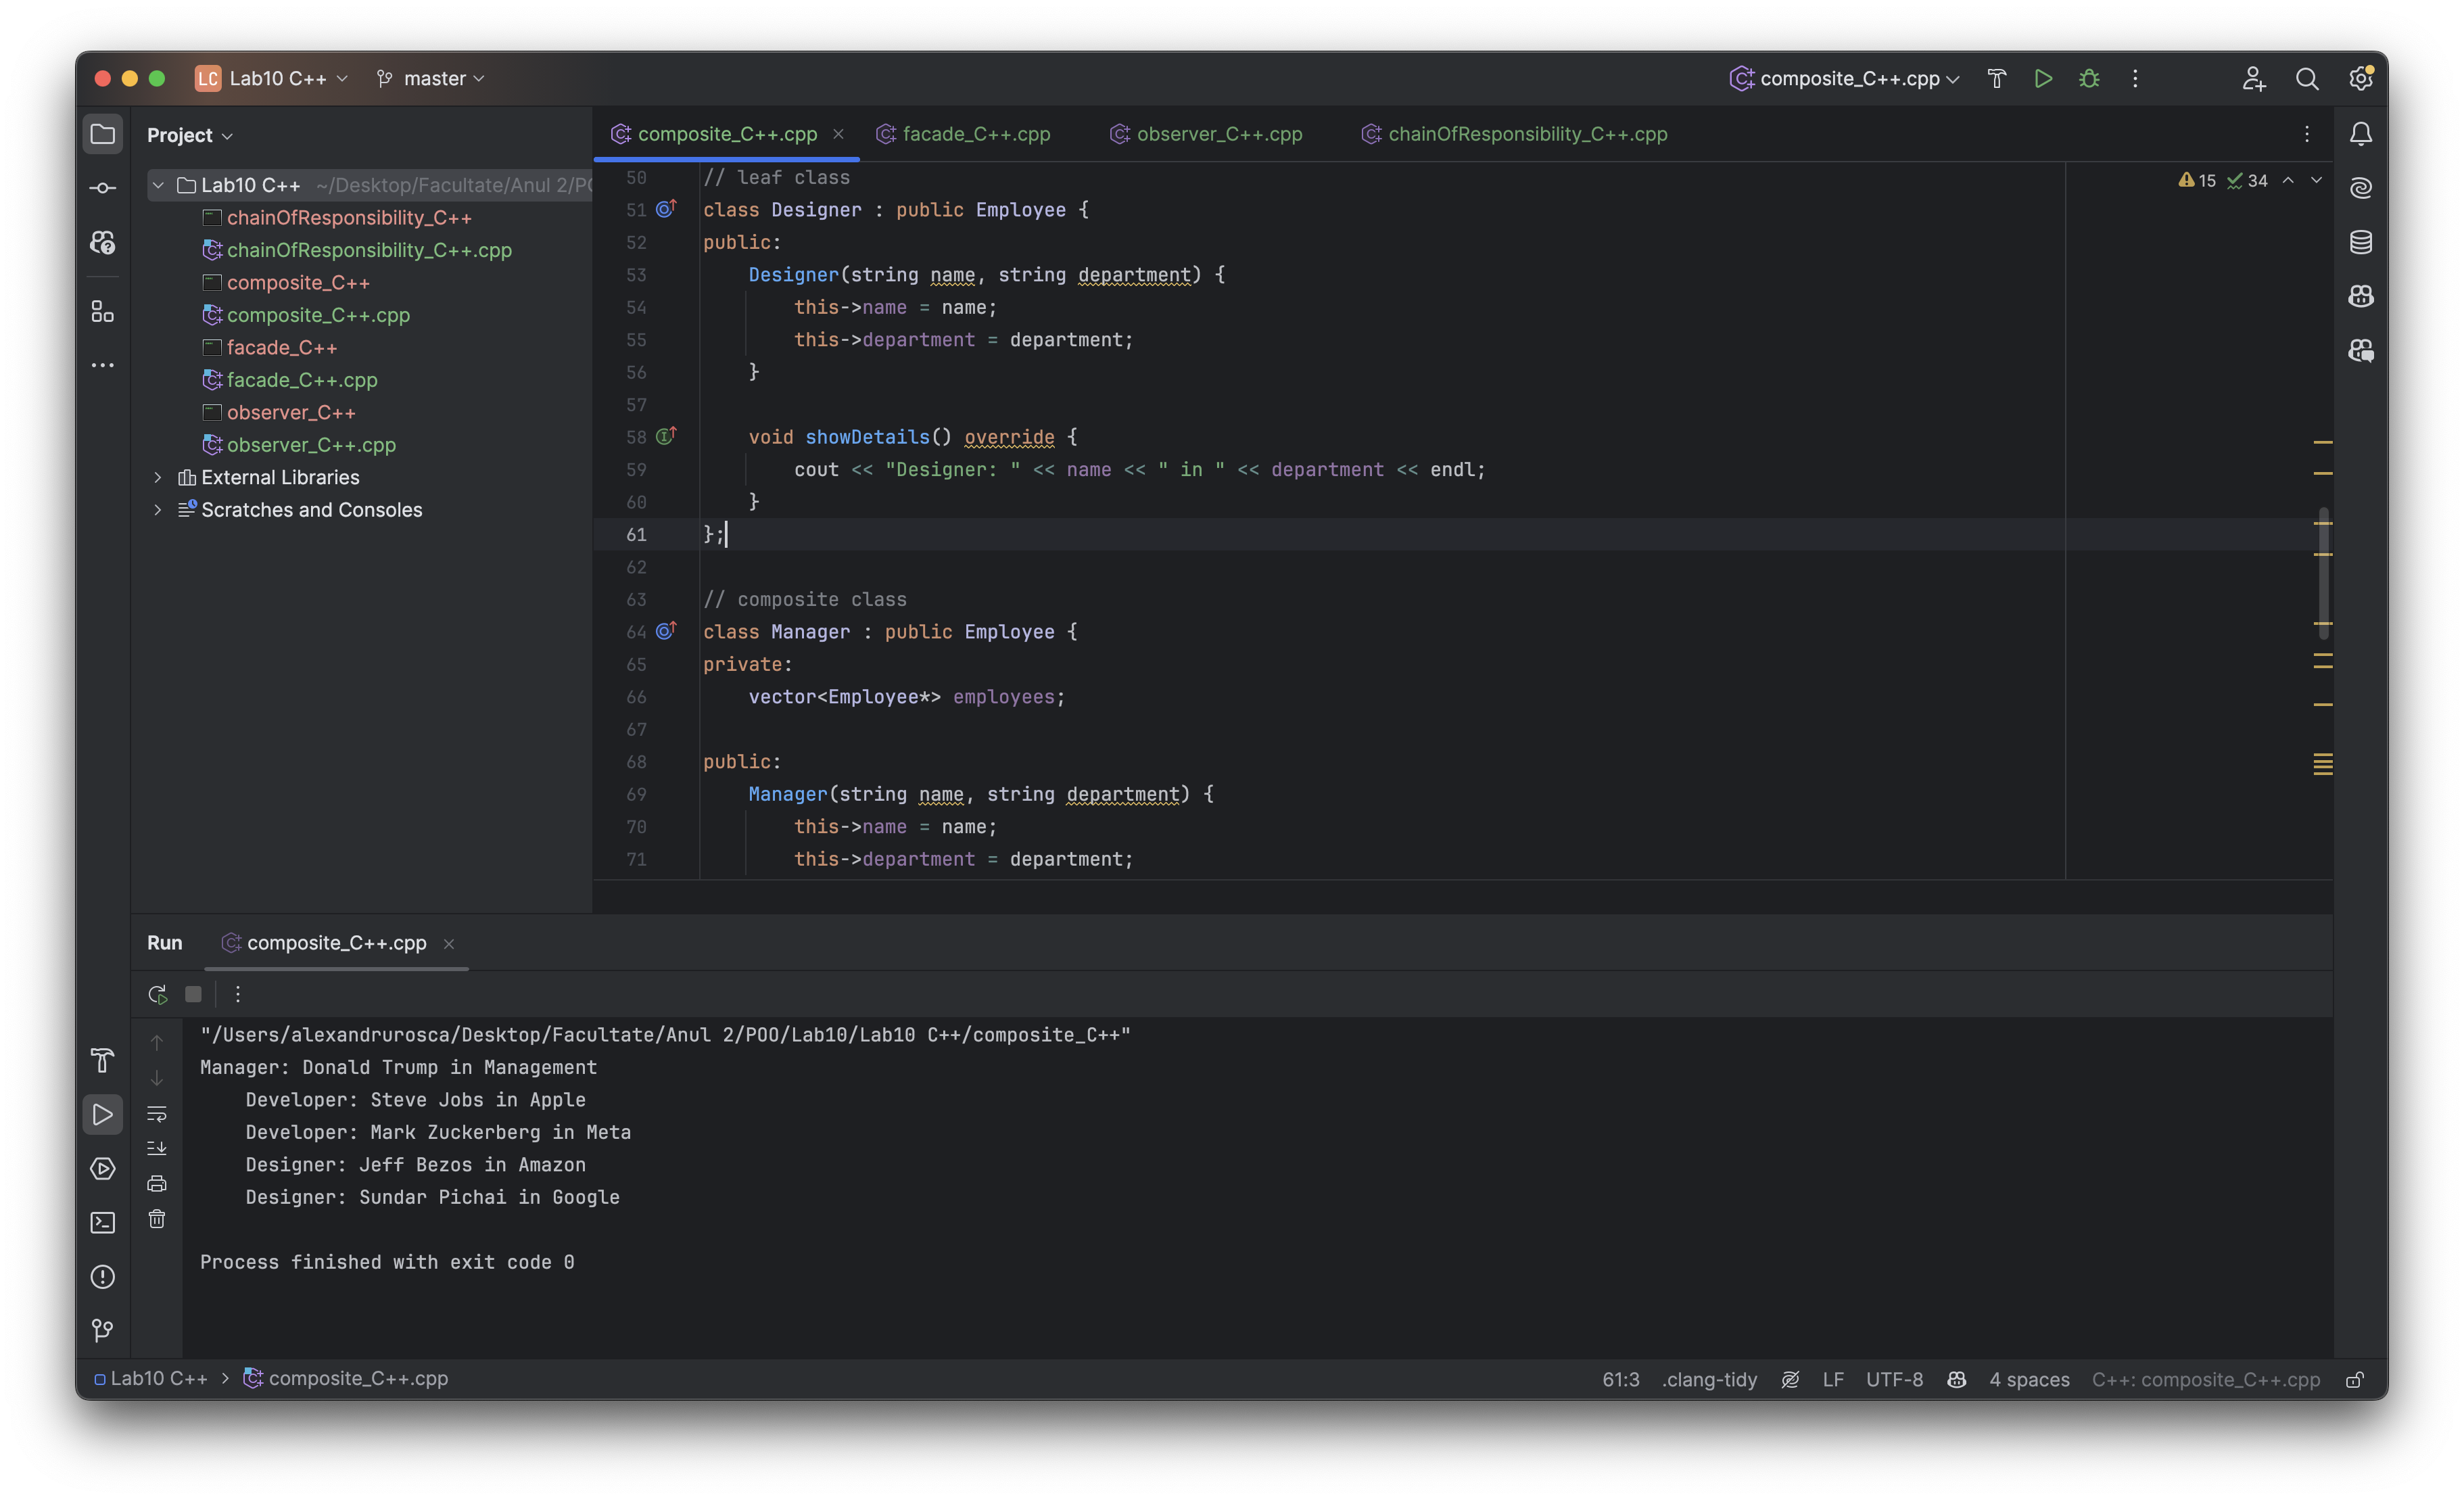 LC Lab10 C++ master composite_C++.cpp
Project
Lab10 C++ ~/Desktop/Facultate/Anul 2/PO
chainOfResponsibility_C++
chainOfResponsibility_C++.cpp
composite_C++
composite_C++.cpp
facade_C++
facade_C++.cpp
observer_C++
observer_C++.cpp
External Libraries
Scratches and Consoles
composite_C++.cpp facade_C++.cpp observer_C++.cpp chainOfResponsibility_C++.cpp
15 34
50 // leaf class
51 class Designer : public Employee {
52 public:
53     Designer(string name, string department) {
54         this->name = name;
55         this->department = department;
56     }
57
58     void showDetails() override {
59         cout << "Designer: " << name << " in " << department << endl;
60     }
61 };
62
63 // composite class
64 class Manager : public Employee {
65 private:
66     vector<Employee*> employees;
67
68 public:
69     Manager(string name, string department) {
70         this->name = name;
71         this->department = department;
Run composite_C++.cpp
"/Users/alexandrurosca/Desktop/Facultate/Anul 2/POO/Lab10/Lab10 C++/composite_C++"
Manager: Donald Trump in Management
    Developer: Steve Jobs in Apple
    Developer: Mark Zuckerberg in Meta
    Designer: Jeff Bezos in Amazon
    Designer: Sundar Pichai in Google
Process finished with exit code 0
Lab10 C++ > composite_C++.cpp 61:3 .clang-tidy LF UTF-8 4 spaces C++: composite_C++.cpp